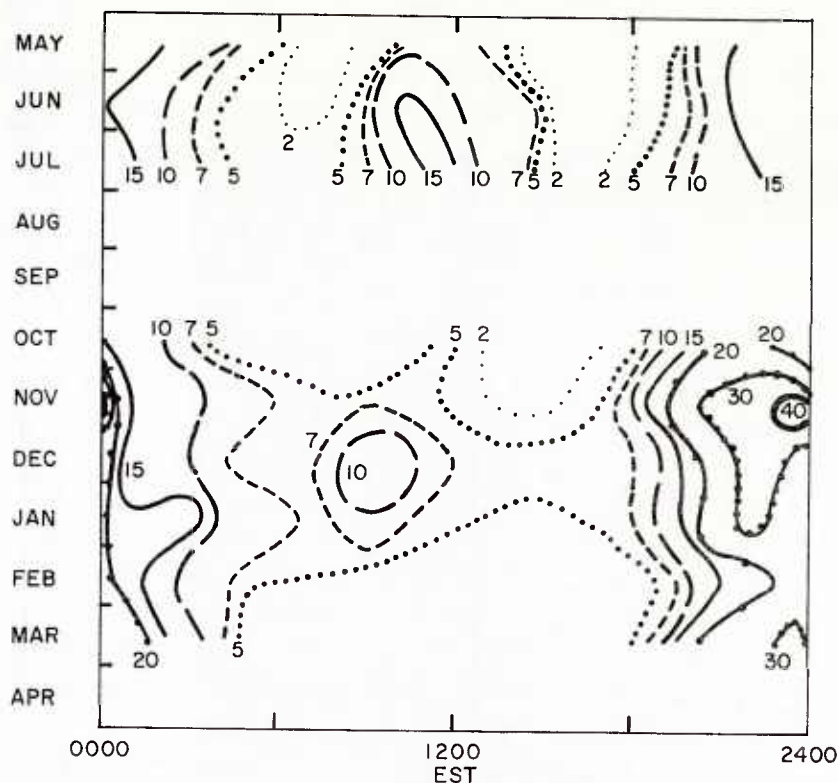 MAY
JUN
2
JUL
15 10 7 5 5 7 10 15 10 7 5 2 2 5 7 10 15
AUG
SEP
OCT
10 7 5 5 2 7 10 15 20 20
NOV
30 40
7
DEC
15 10
JAN
FEB
MAR
20 5 30
APR
0000 1200 2400
EST